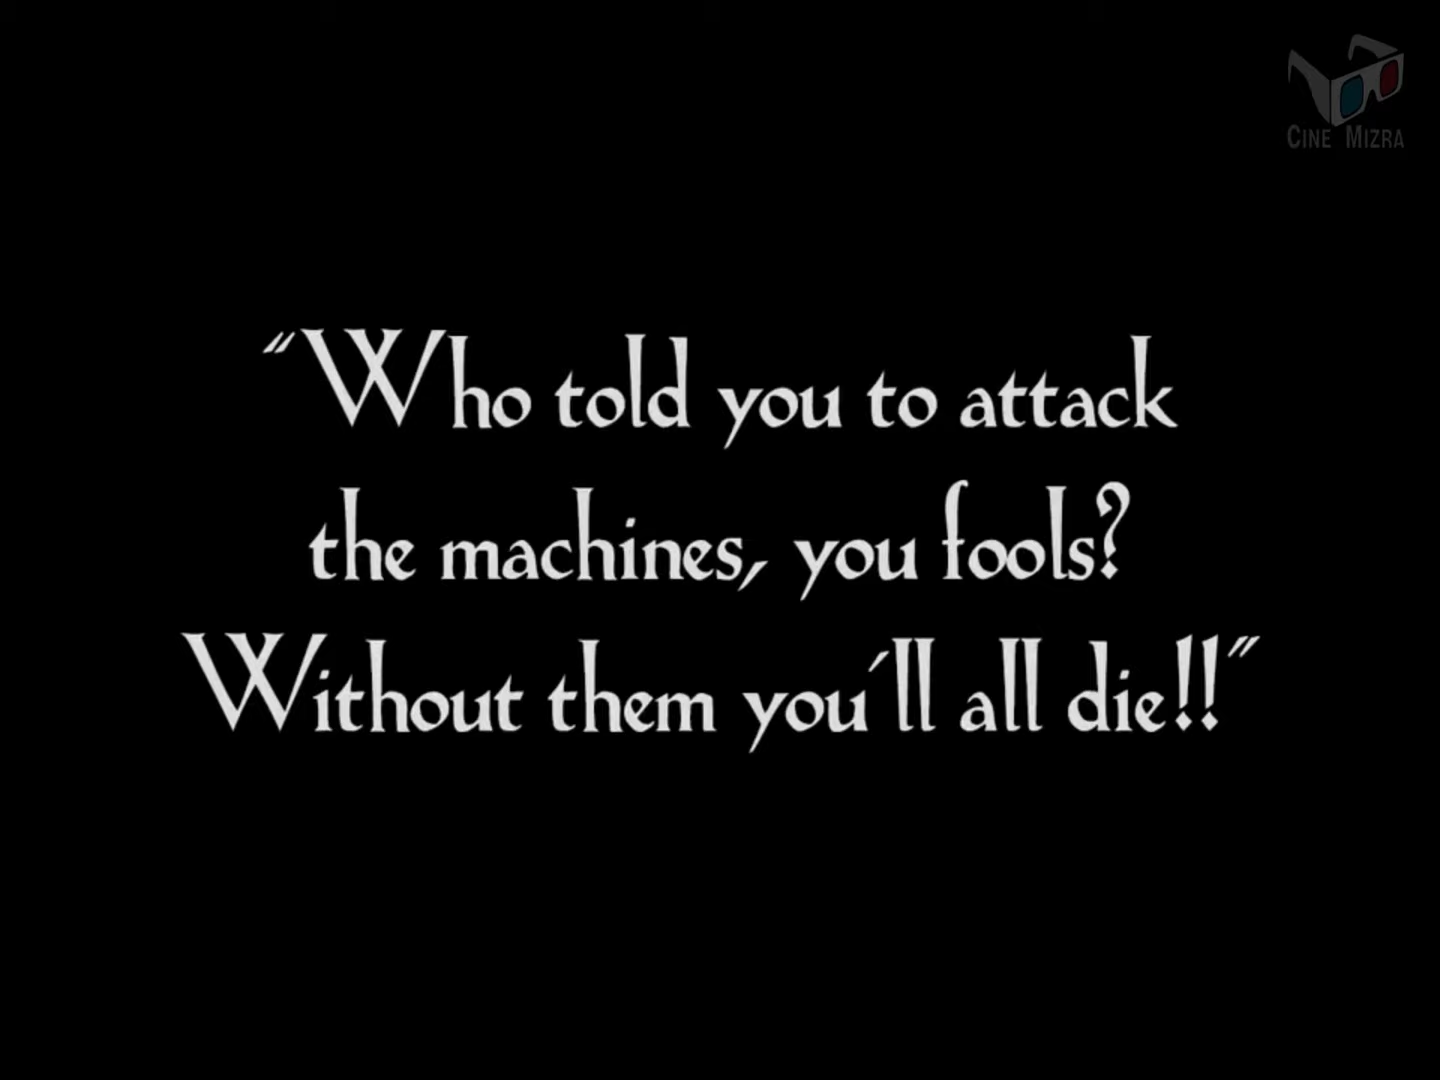 CINE MIZRA
“Who told you to attack
the machines, you fools?
Without them you´ll all die!!”